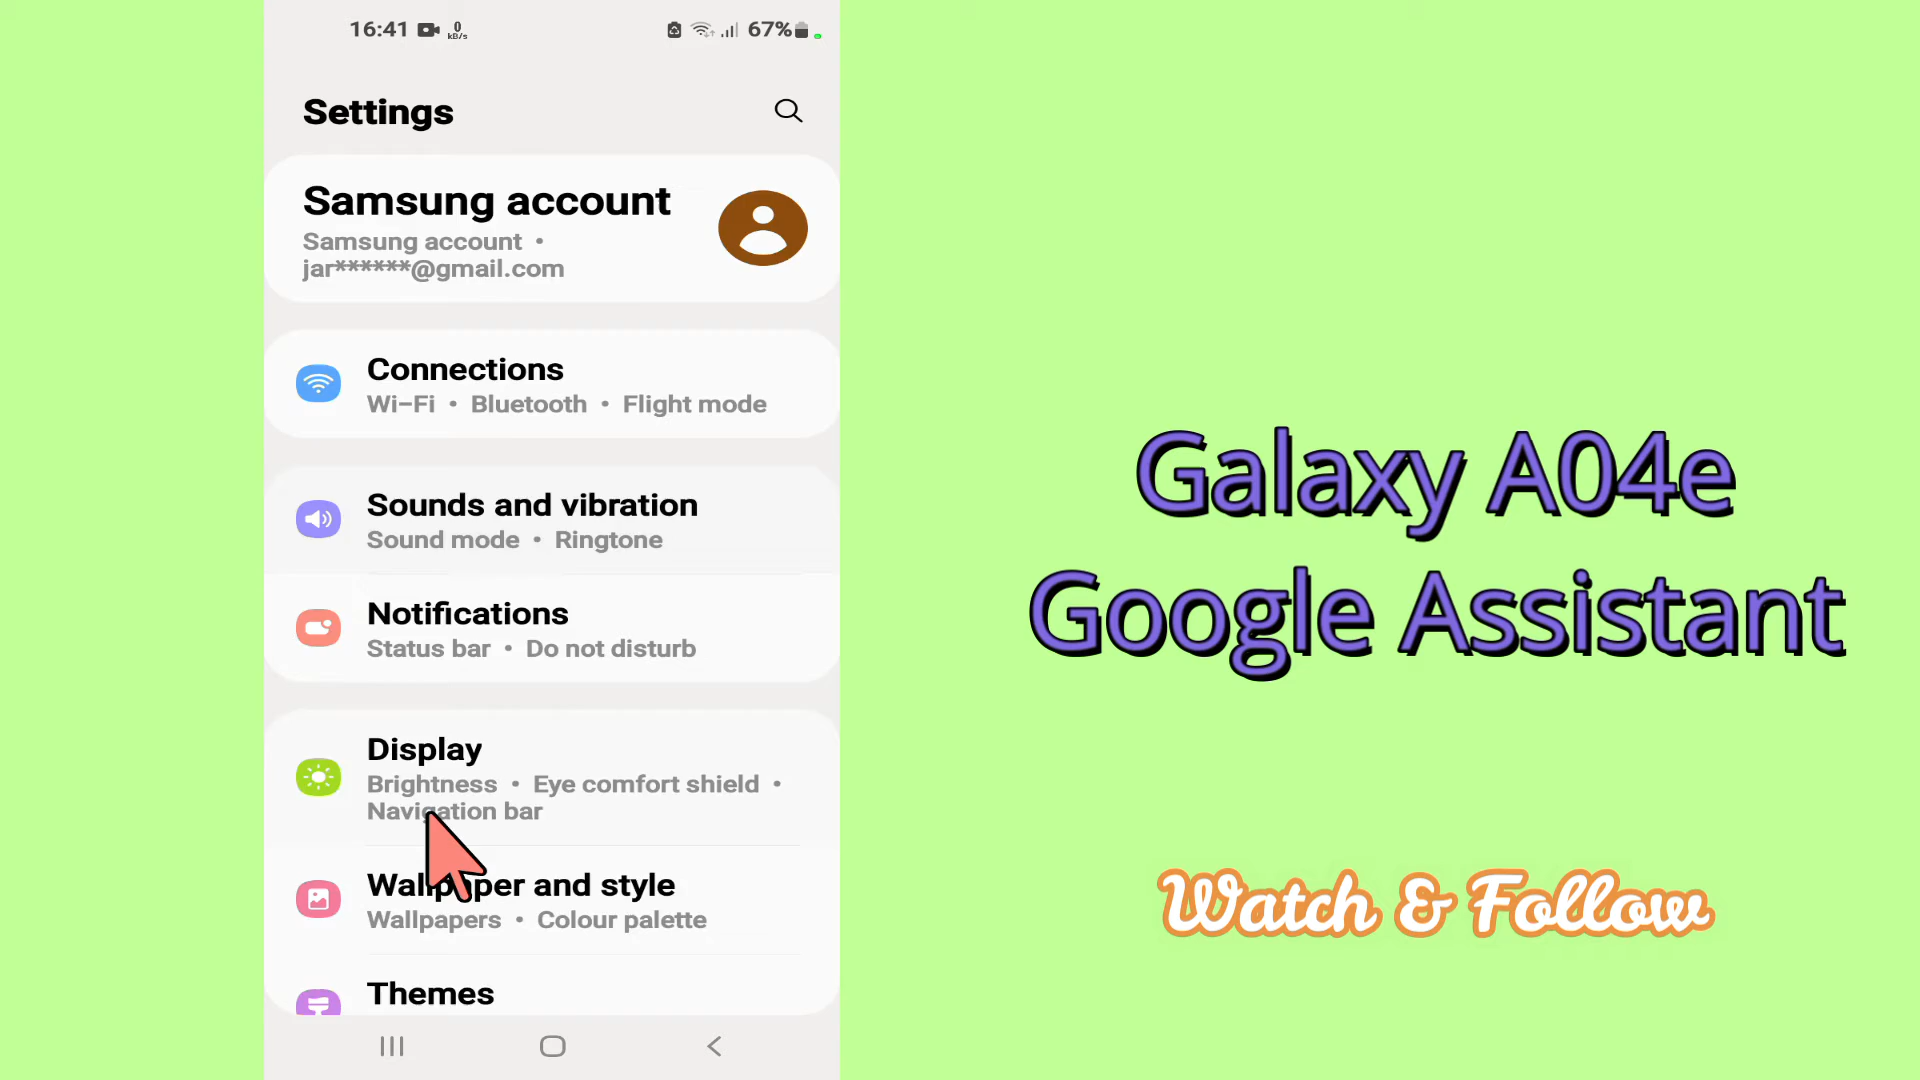 16:41 0 kB/s 67%
Settings
Samsung account
Samsung account •
jar******@gmail.com
Connections
Wi-Fi • Bluetooth • Flight mode
Sounds and vibration
Sound mode • Ringtone
Notifications
Status bar • Do not disturb
Display
Brightness • Eye comfort shield •
Navigation bar
Wallpaper and style
Wallpapers • Colour palette
Themes
Galaxy A04e
Google Assistant
Watch & Follow